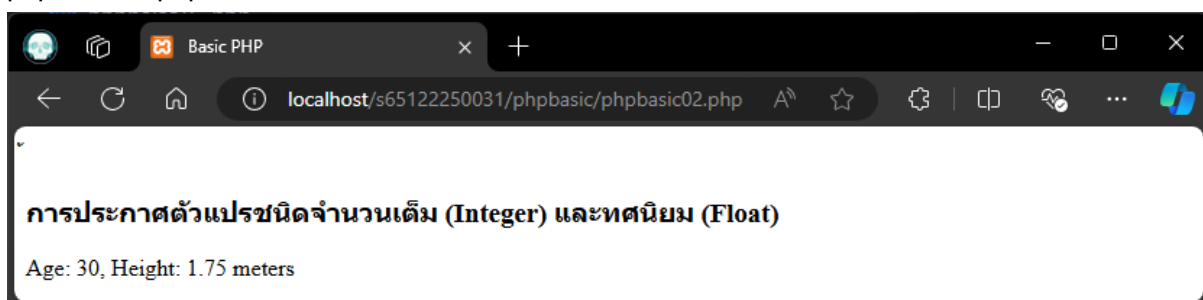 Basic PHP
localhost/s65122250031/phpbasic/phpbasic02.php
การประกาศตัวแปรชนิดจำนวนเต็ม (Integer) และทศนิยม (Float)
Age: 30, Height: 1.75 meters